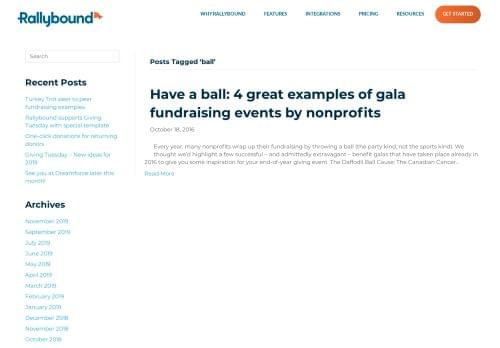 Rallybound
WHY RALLYBOUND FEATURES INTEGRATIONS PRICING RESOURCES GET STARTED
Search
Recent Posts
Turkey Trot peer to peer
fundraising examples
Rallybound supports Giving
Tuesday with special template
One-click donations for returning
donors
Giving Tuesday – New ideas for
2019
See you at Dreamforce later this
month!
Archives
November 2019
September 2019
July 2019
June 2019
May 2019
April 2019
March 2019
February 2019
January 2019
December 2018
November 2018
October 2018
Posts Tagged ‘ball’
Have a ball: 4 great examples of gala
fundraising events by nonprofits
October 18, 2016
Every year, many nonprofits wrap up their fundraising by throwing a ball (the party kind, not the sports kind). We
thought we’d highlight a few successful – and admittedly extravagant – benefit galas that have taken place already in
2016 to give you some inspiration for your end-of-year giving event. The Daffodil Ball Cause: The Canadian Cancer...
Read More